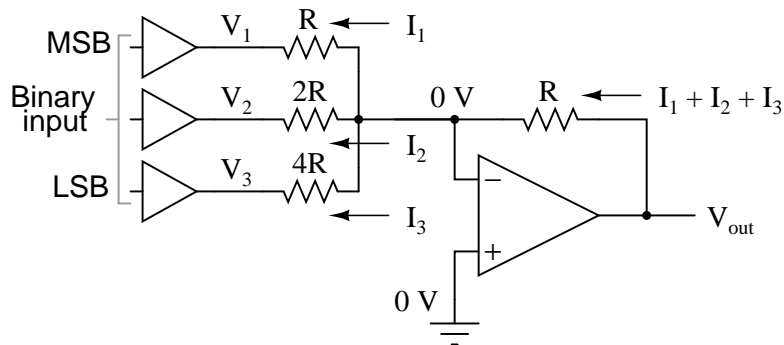 MSB
V1
R
I1
Binary
input
V2
2R
I2
LSB
V3
4R
I3
0 V
R
I1 + I2 + I3
−
+
Vout
0 V